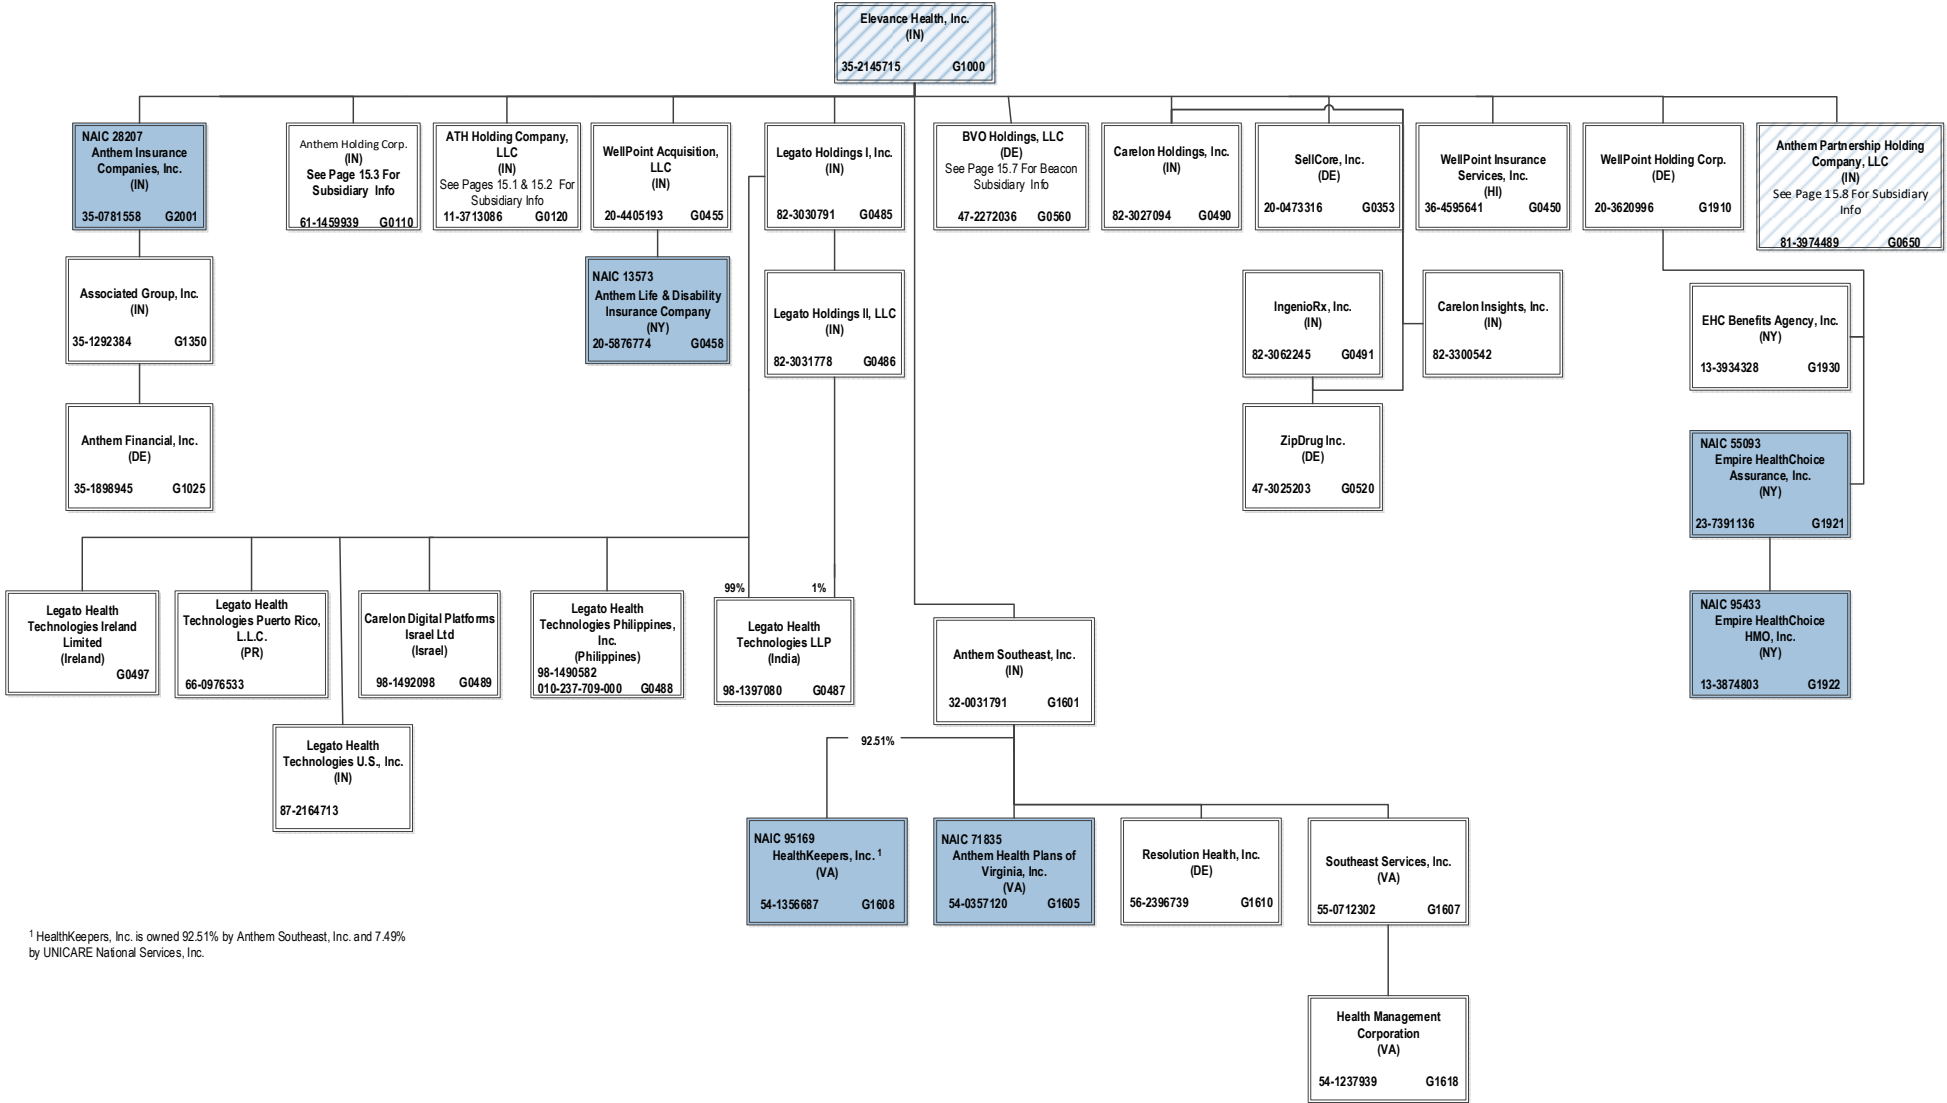 Elevance Health, Inc.
(IN)
35-2145715 G1000
NAIC 28207
Anthem Insurance
Companies, Inc.
(IN)
35-0781558 G2001
Anthem Holding Corp.
(IN)
See Page 15.3 For
Subsidiary Info
61-1459939 G0110
ATH Holding Company,
LLC
(IN)
See Pages 15.1 & 15.2 For
Subsidiary Info
11-3713086 G0120
WellPoint Acquisition,
LLC
(IN)
20-4405193 G0455
Legato Holdings I, Inc.
(IN)
82-3030791 G0485
BVO Holdings, LLC
(DE)
See Page 15.7 For Beacon
Subsidiary Info
47-2272036 G0560
Carelon Holdings, Inc.
(IN)
82-3027094 G0490
SellCore, Inc.
(DE)
20-0473316 G0353
WellPoint Insurance
Services, Inc.
(HI)
36-4595641 G0450
WellPoint Holding Corp.
(DE)
20-3620996 G1910
Anthem Partnership Holding
Company, LLC
(IN)
See Page 15.8 For Subsidiary
Info
81-3974489 G0650
Associated Group, Inc.
(IN)
35-1292384 G1350
NAIC 13573
Anthem Life & Disability
Insurance Company
(NY)
20-5876774 G0458
Legato Holdings II, LLC
(IN)
82-3031778 G0486
IngenioRx, Inc.
(IN)
82-3062245 G0491
Carelon Insights, Inc.
(IN)
82-3300542
EHC Benefits Agency, Inc.
(NY)
13-3934328 G1930
Anthem Financial, Inc.
(DE)
35-1898945 G1025
ZipDrug Inc.
(DE)
47-3025203 G0520
NAIC 55093
Empire HealthChoice
Assurance, Inc.
(NY)
23-7391136 G1921
99% 1%
Legato Health
Technologies Ireland
Limited
(Ireland)
G0497
Legato Health
Technologies Puerto Rico,
L.L.C.
(PR)
66-0976533
Carelon Digital Platforms
Israel Ltd
(Israel)
98-1492098 G0489
Legato Health
Technologies Philippines,
Inc.
(Philippines)
98-1490582
010-237-709-000 G0488
Legato Health
Technologies LLP
(India)
98-1397080 G0487
Anthem Southeast, Inc.
(IN)
32-0031791 G1601
NAIC 95433
Empire HealthChoice
HMO, Inc.
(NY)
13-3874803 G1922
Legato Health
Technologies U.S., Inc.
(IN)
87-2164713
92.51%
NAIC 95169
HealthKeepers, Inc. 1
(VA)
54-1356687 G1608
NAIC 71835
Anthem Health Plans of
Virginia, Inc.
(VA)
54-0357120 G1605
Resolution Health, Inc.
(DE)
56-2396739 G1610
Southeast Services, Inc.
(VA)
55-0712302 G1607
1 HealthKeepers, Inc. is owned 92.51% by Anthem Southeast, Inc. and 7.49%
by UNICARE National Services, Inc.
Health Management
Corporation
(VA)
54-1237939 G1618